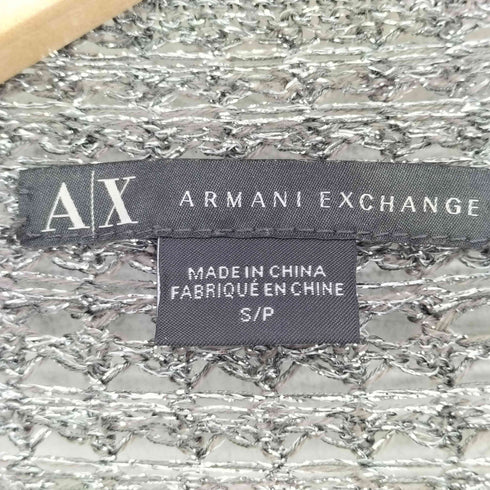 A|X ARMANI EXCHANGE
MADE IN CHINA
FABRIQUÉ EN CHINE
S/P